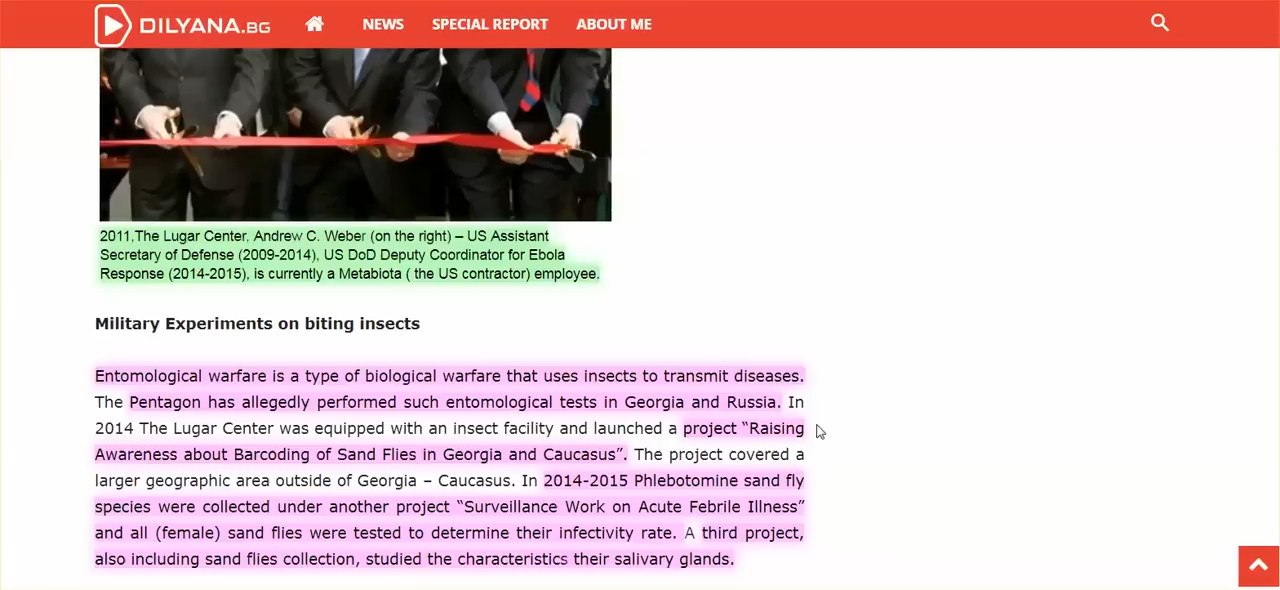 DILYANA.BG
NEWS
SPECIAL REPORT
ABOUT ME
2011,The Lugar Center, Andrew C. Weber (on the right) – US Assistant
Secretary of Defense (2009-2014), US DoD Deputy Coordinator for Ebola
Response (2014-2015), is currently a Metabiota ( the US contractor) employee.
Military Experiments on biting insects
Entomological warfare is a type of biological warfare that uses insects to transmit diseases.
The Pentagon has allegedly performed such entomological tests in Georgia and Russia. In
2014 The Lugar Center was equipped with an insect facility and launched a project “Raising
Awareness about Barcoding of Sand Flies in Georgia and Caucasus”. The project covered a
larger geographic area outside of Georgia – Caucasus. In 2014-2015 Phlebotomine sand fly
species were collected under another project “Surveillance Work on Acute Febrile Illness”
and all (female) sand flies were tested to determine their infectivity rate. A third project,
also including sand flies collection, studied the characteristics their salivary glands.